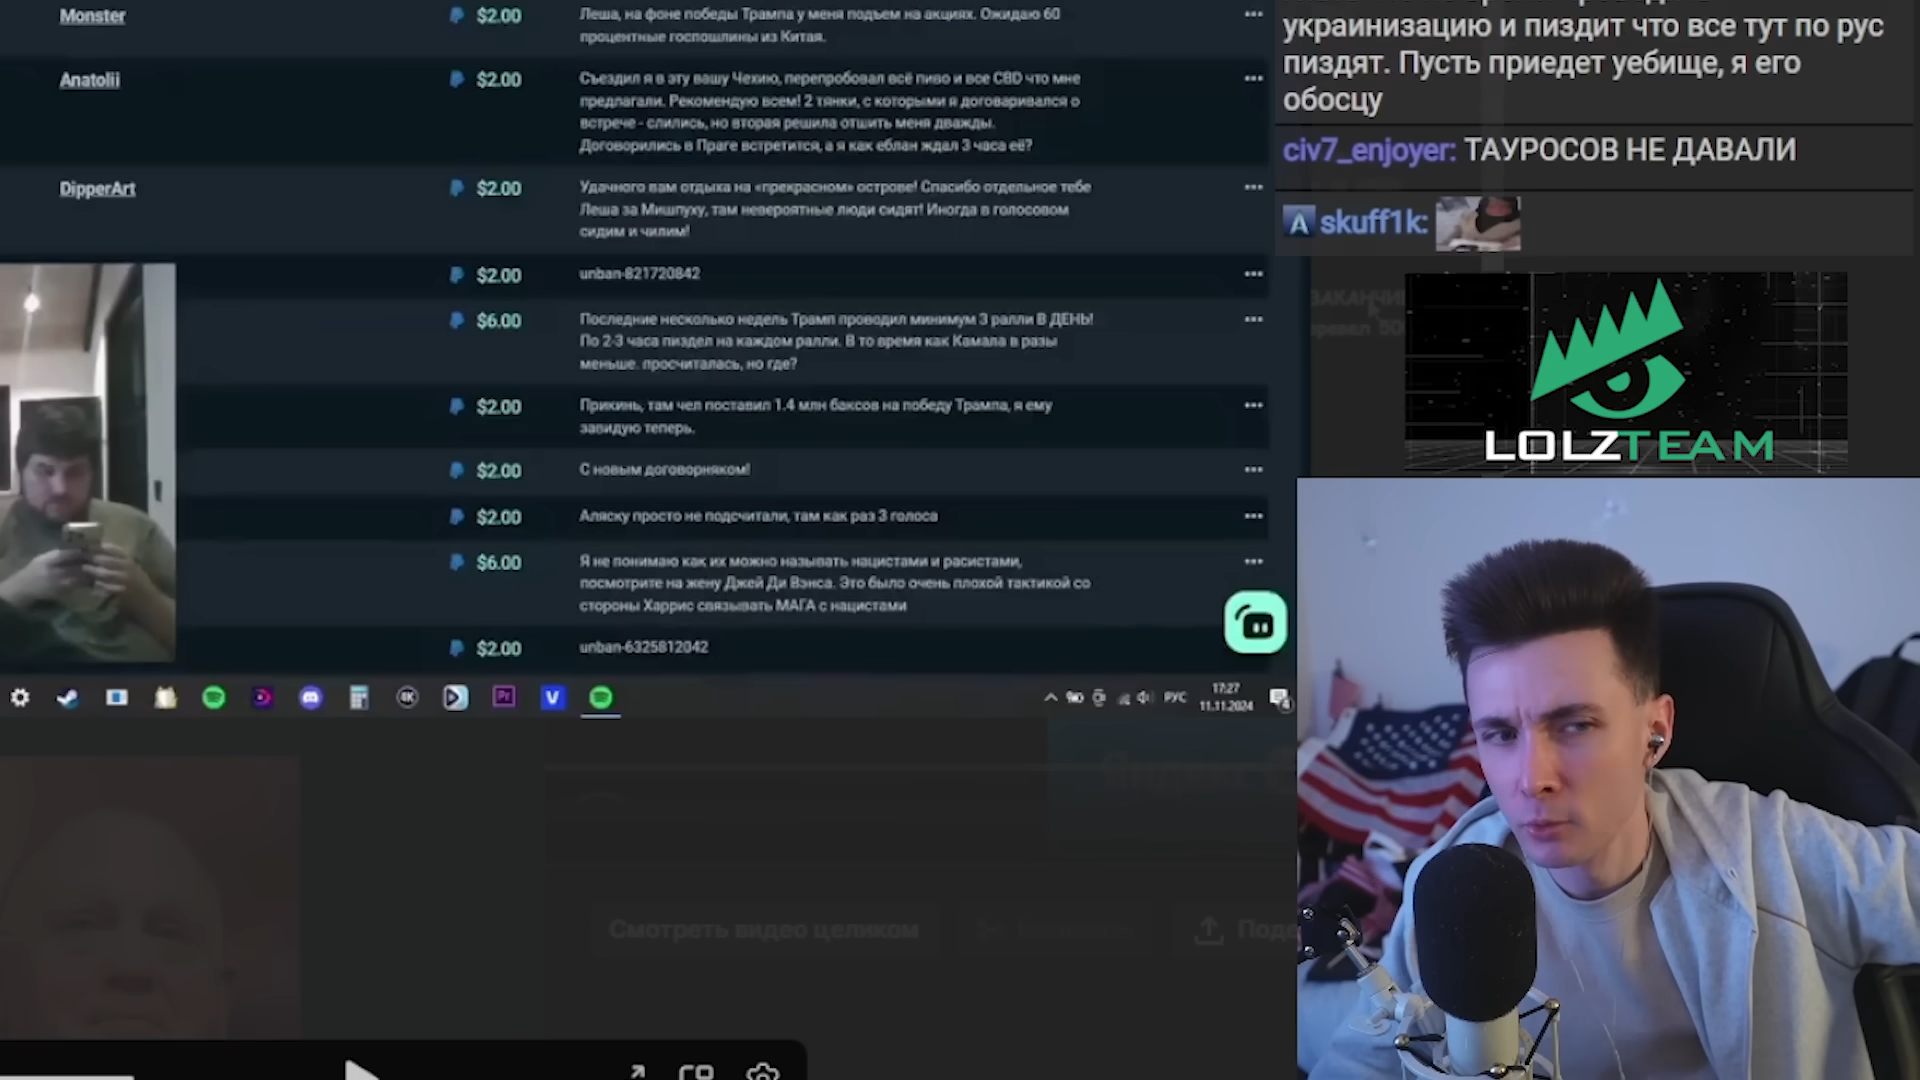 Monster
$2.00
Леша, на фоне победы Трампа у меня подъем на акциях. Ожидаю 60
процентные госпошлины из Китая.
Anatolii
$2.00
Съездил я в эту вашу Чехию, перепробовал всё пиво и все CBD что мне
предлагали. Рекомендую всем! 2 тянки, с которыми я договаривался о
встрече - слились, но вторая решила отшить меня дважды.
Договорились в Праге встретится, а я как еблан ждал 3 часа её?
DipperArt
$2.00
Удачного вам отдыха на «прекрасном» острове! Спасибо отдельное тебе
Леша за Мишпуху, там невероятные люди сидят! Иногда в голосовом
сидим и чилим!
$2.00
unban-821720842
$6.00
Последние несколько недель Трамп проводил минимум 3 ралли В ДЕНЬ!
По 2-3 часа пиздел на каждом ралли. В то время как Камала в разы
меньше. просчиталась, но где?
$2.00
Прикинь, там чел поставил 1.4 млн баксов на победу Трампа, я ему
завидую теперь.
$2.00
С новым договорняком!
$2.00
Аляску просто не подсчитали, там как раз 3 голоса
$6.00
Я не понимаю как их можно называть нацистами и расистами,
посмотрите на жену Джей Ди Вэнса. Это было очень плохой тактикой со
стороны Харрис связывать МАГА с нацистами
$2.00
unban-6325812042
4K
Pr
V
РУС
17:27
11.11.2024
4
украинизацию и пиздит что все тут по рус
пиздят. Пусть приедет уебище, я его
обосцу
civ7_enjoyer: ТАУРОСОВ НЕ ДАВАЛИ
A skuff1k:
LOLZTEAM
Яндекс
Смотреть видео целиком